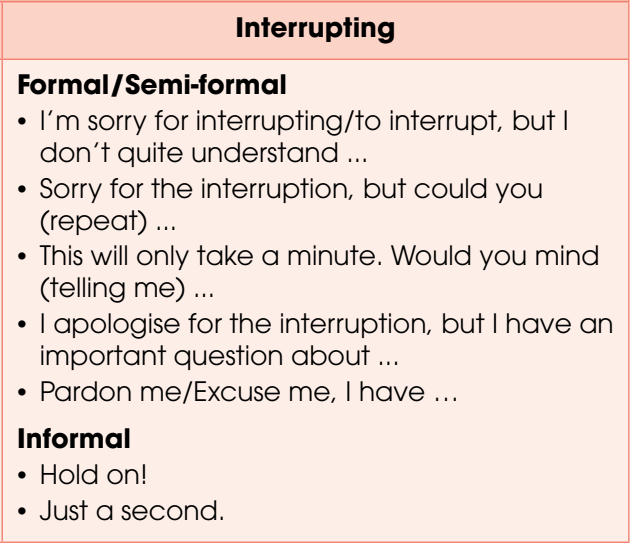 Interrupting
Formal/Semi-formal
• I'm sorry for interrupting/to interrupt, but I
don't quite understand ...
• Sorry for the interruption, but could you
(repeat) ...
• This will only take a minute. Would you mind
(telling me) ...
• I apologise for the interruption, but I have an
important question about ...
• Pardon me/Excuse me, I have ...
Informal
• Hold on!
• Just a second.